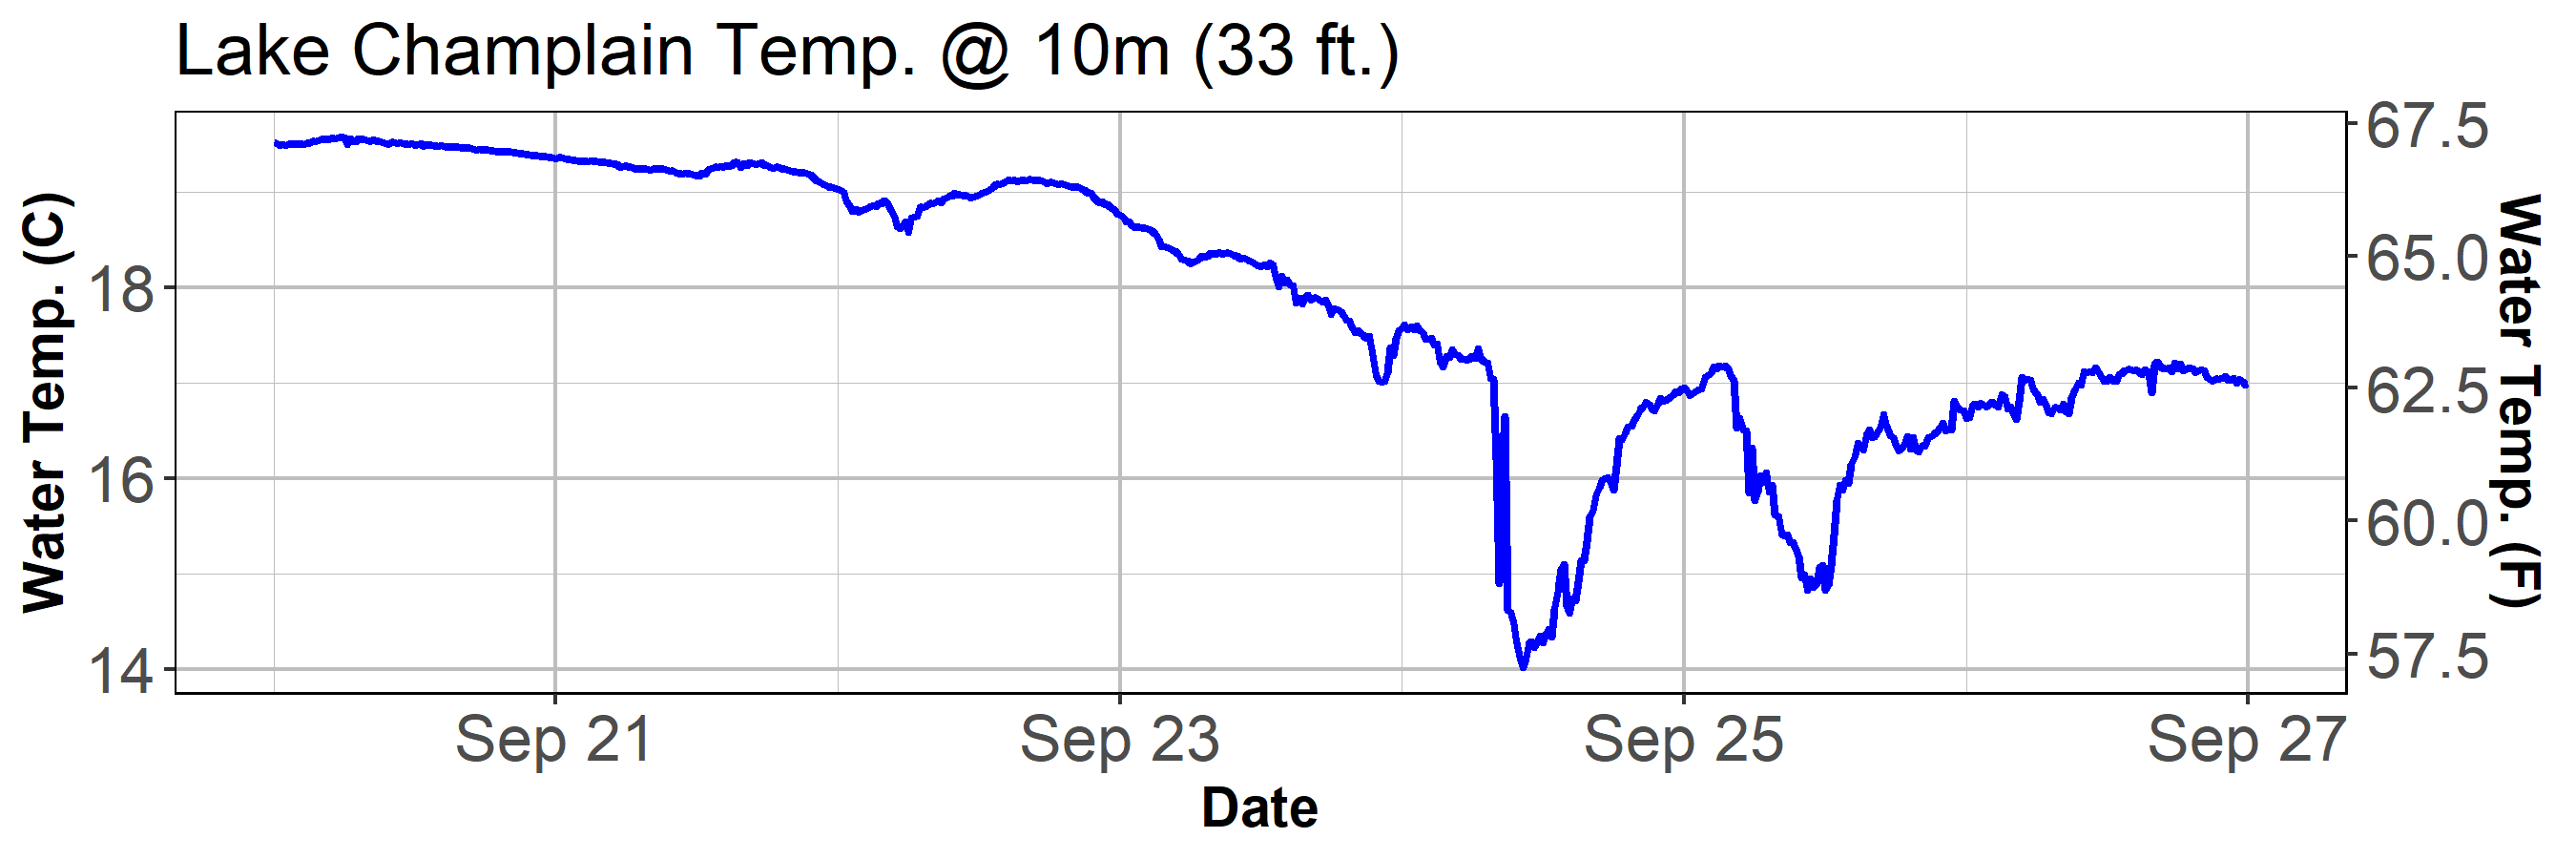 Lake Champlain Temp. @ 10m (33 ft.)
Water Temp. (C)
18
16
14
67.5
65.0
62.5
60.0
57.5
Water Temp. (F)
Sep 21
Sep 23
Sep 25
Sep 27
Date